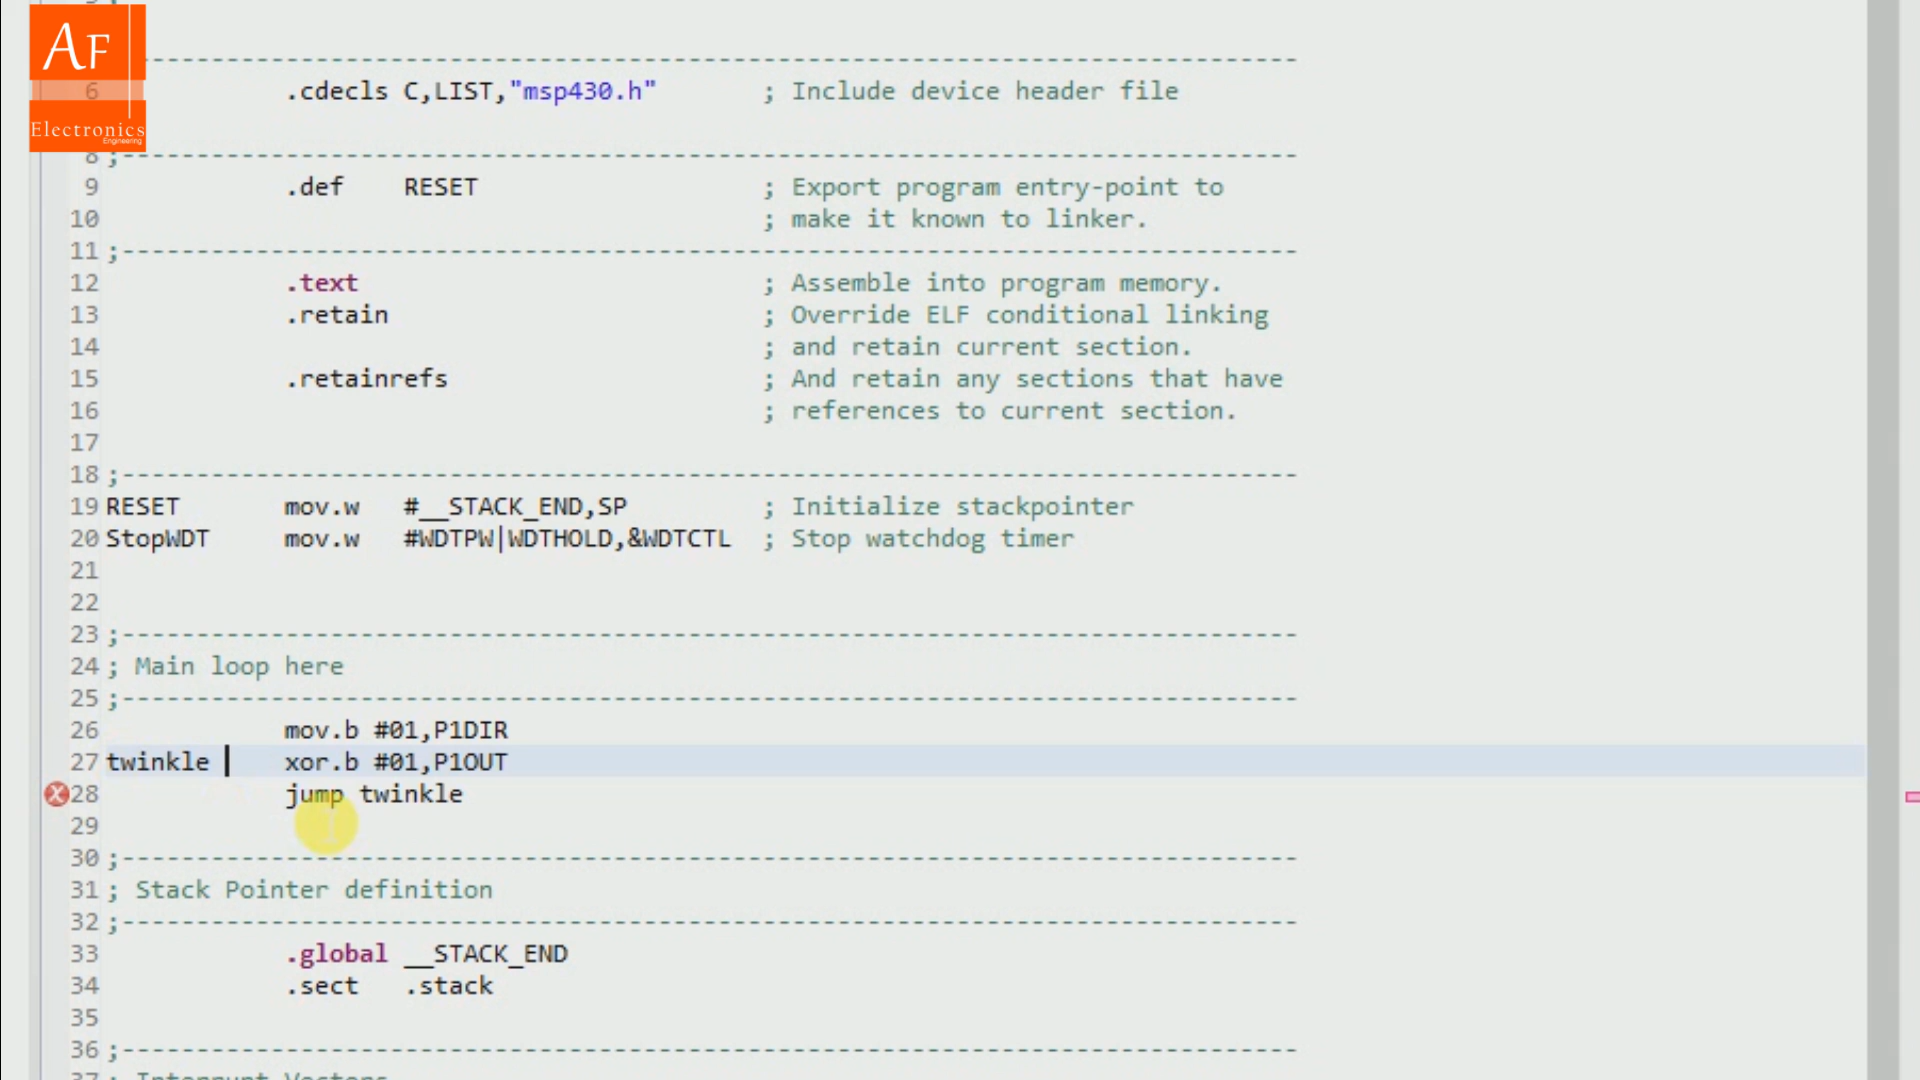 AF
Electronics
Engineering
;--------------------------------------------------------------------------------
6 .cdecls C,LIST,"msp430.h" ; Include device header file
8 ;-------------------------------------------------------------------------------
9 .def RESET ; Export program entry-point to
10 ; make it known to linker.
11 ;-------------------------------------------------------------------------------
12 .text ; Assemble into program memory.
13 .retain ; Override ELF conditional linking
14 ; and retain current section.
15 .retainrefs ; And retain any sections that have
16 ; references to current section.
17
18 ;-------------------------------------------------------------------------------
19 RESET mov.w #__STACK_END,SP ; Initialize stackpointer
20 StopWDT mov.w #WDTPW|WDTHOLD,&WDTCTL ; Stop watchdog timer
21
22
23 ;-------------------------------------------------------------------------------
24 ; Main loop here
25 ;-------------------------------------------------------------------------------
26 mov.b #01,P1DIR
27 twinkle xor.b #01,P1OUT
28 jump twinkle
29
30 ;-------------------------------------------------------------------------------
31 ; Stack Pointer definition
32 ;-------------------------------------------------------------------------------
33 .global __STACK_END
34 .sect .stack
35
36 ;-------------------------------------------------------------------------------
37 ; Interrupt Vectors